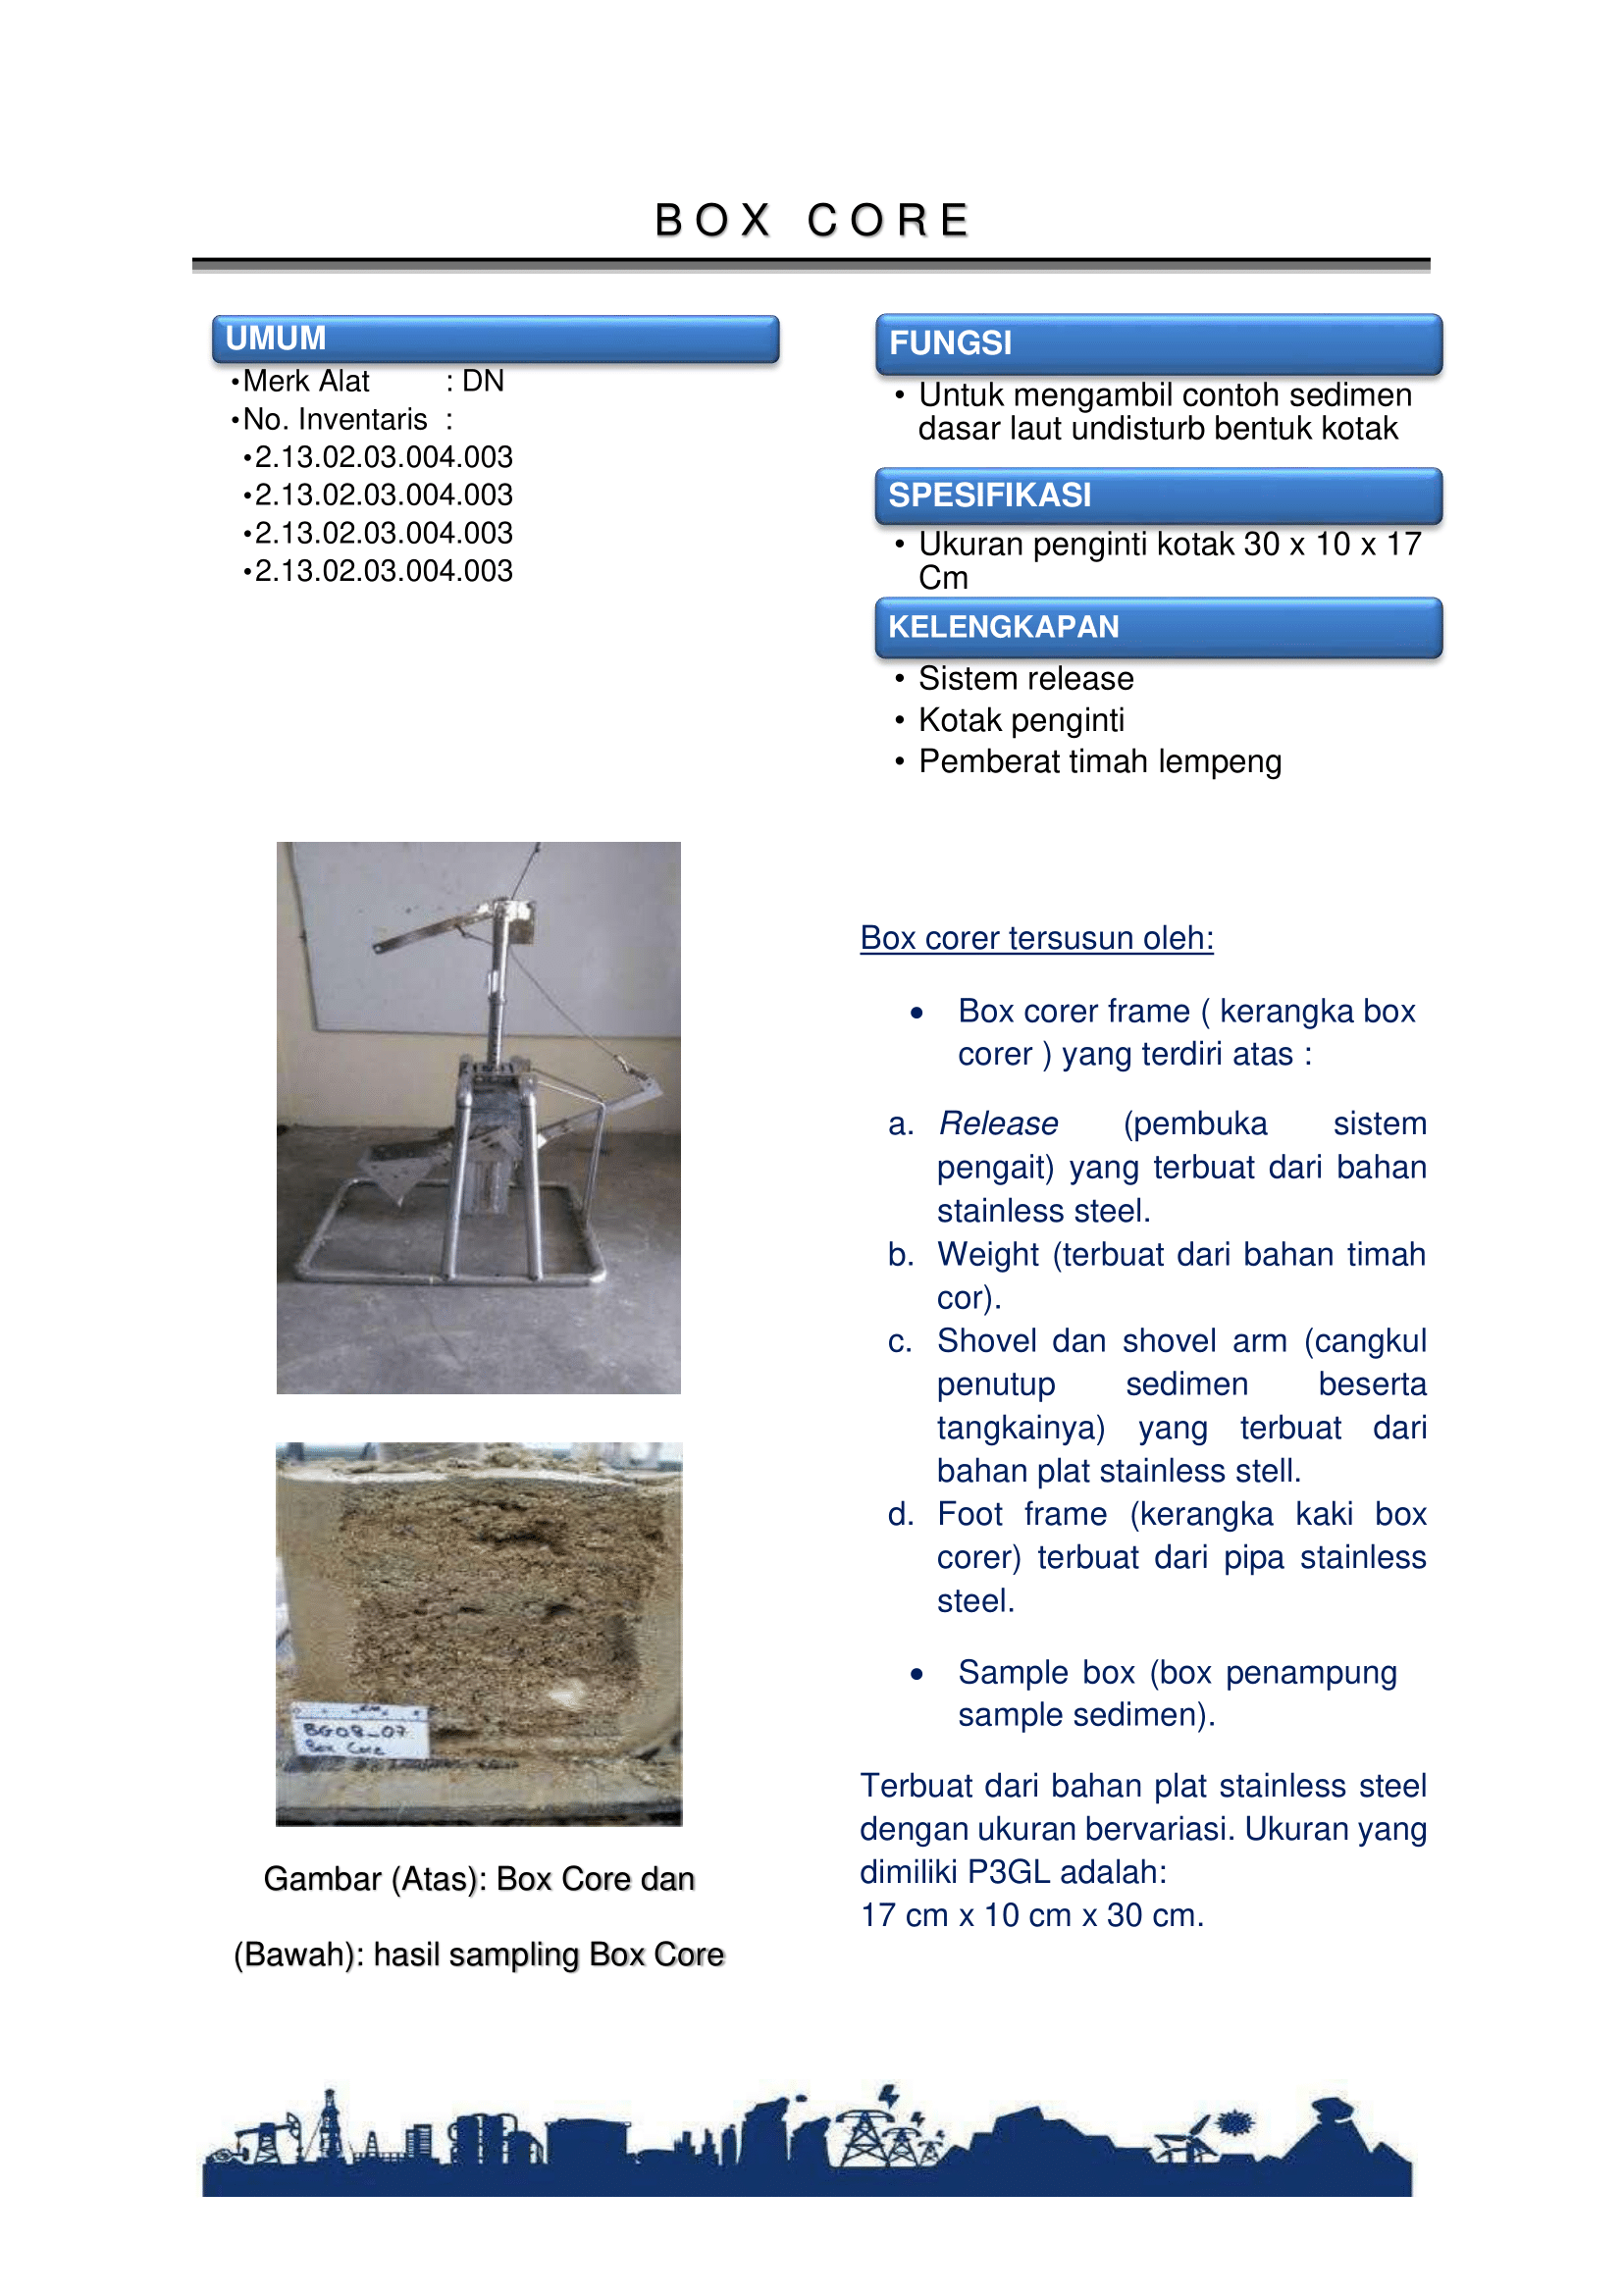 BOX CORE
UMUM
•Merk Alat : DN
•No. Inventaris :
•2.13.02.03.004.003
•2.13.02.03.004.003
•2.13.02.03.004.003
•2.13.02.03.004.003
FUNGSI
• Untuk mengambil contoh sedimen
dasar laut undisturb bentuk kotak
SPESIFIKASI
• Ukuran penginti kotak 30 x 10 x 17
Cm
KELENGKAPAN
• Sistem release
• Kotak penginti
• Pemberat timah lempeng
BG08_07
Box Core
Gambar (Atas): Box Core dan
(Bawah): hasil sampling Box Core
Box corer tersusun oleh:
• Box corer frame ( kerangka box
corer ) yang terdiri atas :
a. Release (pembuka sistem
pengait) yang terbuat dari bahan
stainless steel.
b. Weight (terbuat dari bahan timah
cor).
c. Shovel dan shovel arm (cangkul
penutup sedimen beserta
tangkainya) yang terbuat dari
bahan plat stainless stell.
d. Foot frame (kerangka kaki box
corer) terbuat dari pipa stainless
steel.
• Sample box (box penampung
sample sedimen).
Terbuat dari bahan plat stainless steel
dengan ukuran bervariasi. Ukuran yang
dimiliki P3GL adalah:
17 cm x 10 cm x 30 cm.